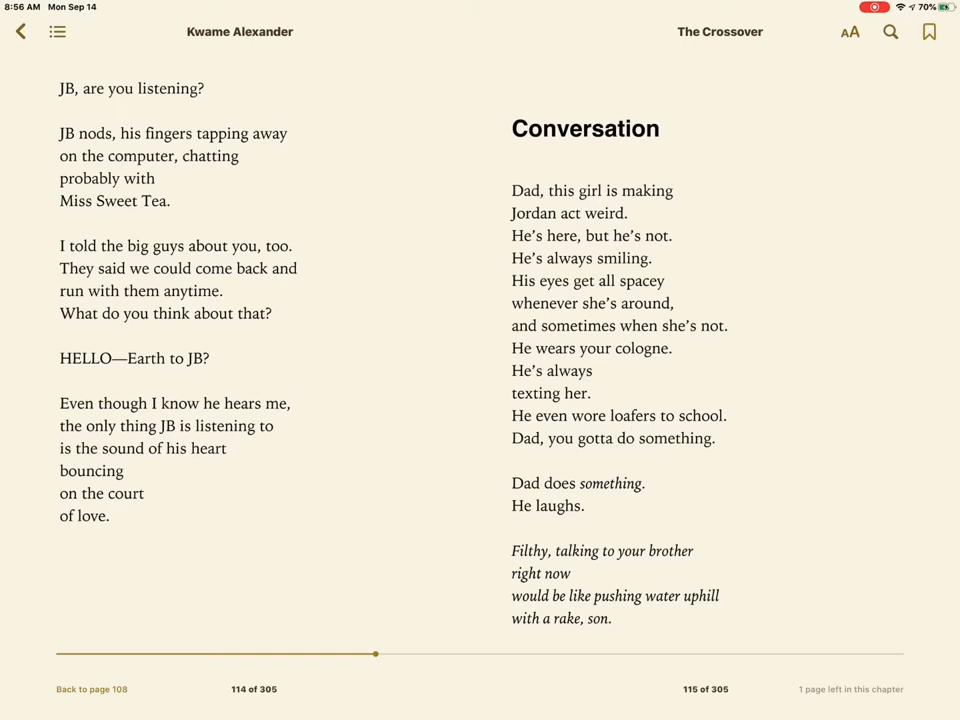 8:56 AM Mon Sep 14
70%
Kwame Alexander
The Crossover
AA
JB, are you listening?
JB nods, his fingers tapping away
on the computer, chatting
probably with
Miss Sweet Tea.
I told the big guys about you, too.
They said we could come back and
run with them anytime.
What do you think about that?
HELLO—Earth to JB?
Even though I know he hears me,
the only thing JB is listening to
is the sound of his heart
bouncing
on the court
of love.
Back to page 108
114 of 305
Conversation
Dad, this girl is making
Jordan act weird.
He’s here, but he’s not.
He’s always smiling.
His eyes get all spacey
whenever she’s around,
and sometimes when she’s not.
He wears your cologne.
He’s always
texting her.
He even wore loafers to school.
Dad, you gotta do something.
Dad does something.
He laughs.
Filthy, talking to your brother
right now
would be like pushing water uphill
with a rake, son.
115 of 305
1 page left in this chapter